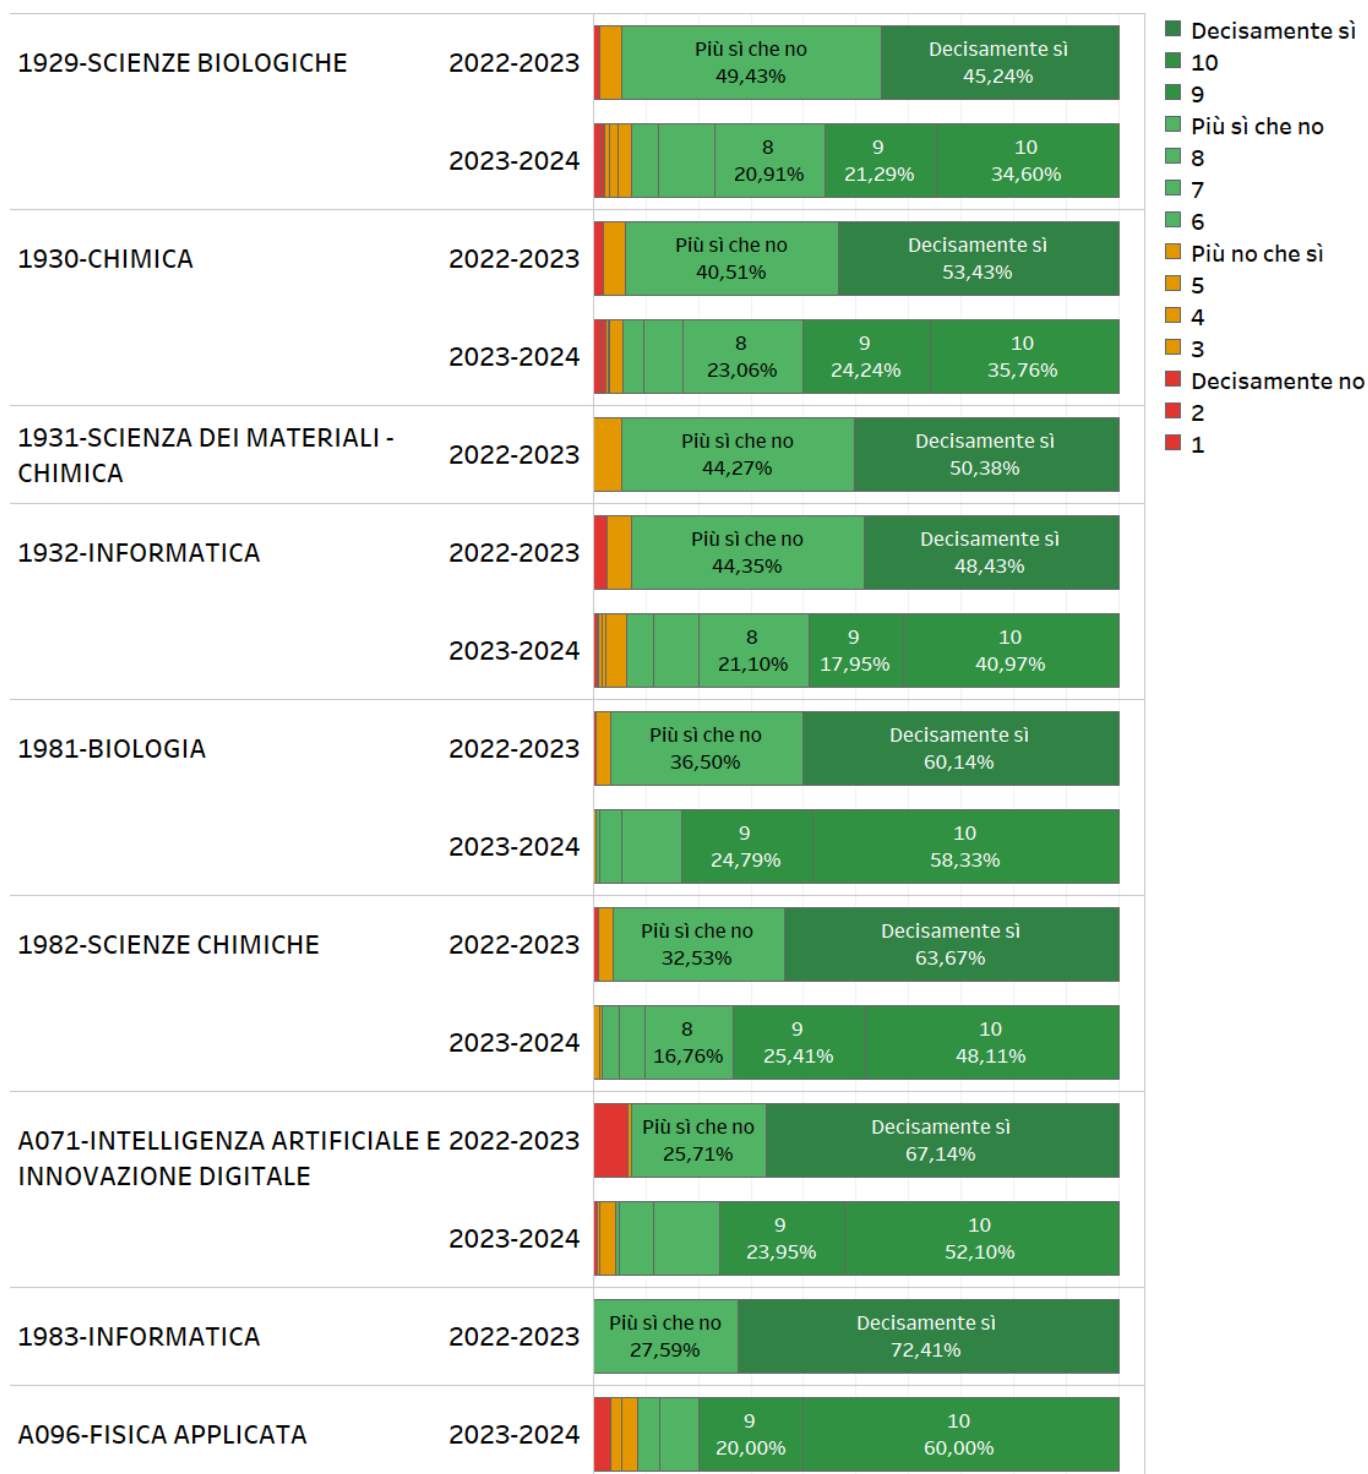 1929-SCIENZE BIOLOGICHE 2022-2023 Più sì che no Decisamente sì
49,43% 45,24%
2023-2024 8 9 10
20,91% 21,29% 34,60%
1930-CHIMICA 2022-2023 Più sì che no Decisamente sì
40,51% 53,43%
2023-2024 8 9 10
23,06% 24,24% 35,76%
1931-SCIENZA DEI MATERIALI -
CHIMICA
2022-2023 Più sì che no Decisamente sì
44,27% 50,38%
1932-INFORMATICA 2022-2023 Più sì che no Decisamente sì
44,35% 48,43%
2023-2024 8 9 10
21,10% 17,95% 40,97%
1981-BIOLOGIA 2022-2023 Più sì che no Decisamente sì
36,50% 60,14%
2023-2024 9 10
24,79% 58,33%
1982-SCIENZE CHIMICHE 2022-2023 Più sì che no Decisamente sì
32,53% 63,67%
2023-2024 8 9 10
16,76% 25,41% 48,11%
A071-INTELLIGENZA ARTIFICIALE E
INNOVAZIONE DIGITALE
2022-2023 Più sì che no Decisamente sì
25,71% 67,14%
2023-2024 9 10
23,95% 52,10%
1983-INFORMATICA 2022-2023 Più sì che no Decisamente sì
27,59% 72,41%
A096-FISICA APPLICATA 2023-2024 9 10
20,00% 60,00%
Decisamente sì
10
9
Più sì che no
8
7
6
Più no che sì
5
4
3
Decisamente no
2
1